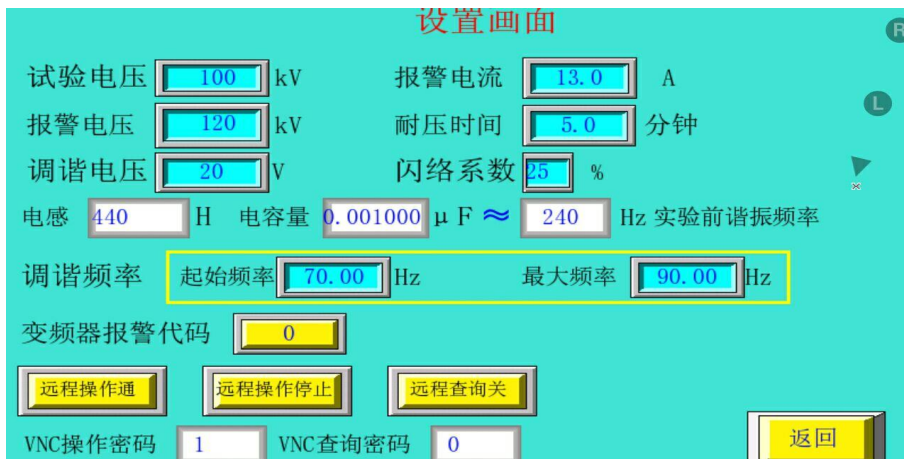 设置画面
试验电压 100 kV 报警电流 13.0 A
报警电压 120 kV 耐压时间 5.0 分钟
调谐电压 20 V 闪络系数 25 %
电感 440 H 电容量 0.001000 μF≈ 240 Hz 实验前谐振频率
调谐频率 起始频率 70.00 Hz 最大频率 90.00 Hz
变频器报警代码 0
远程操作通 远程操作停止 远程查询关
VNC操作密码 1 VNC查询密码 0 返回
R
L